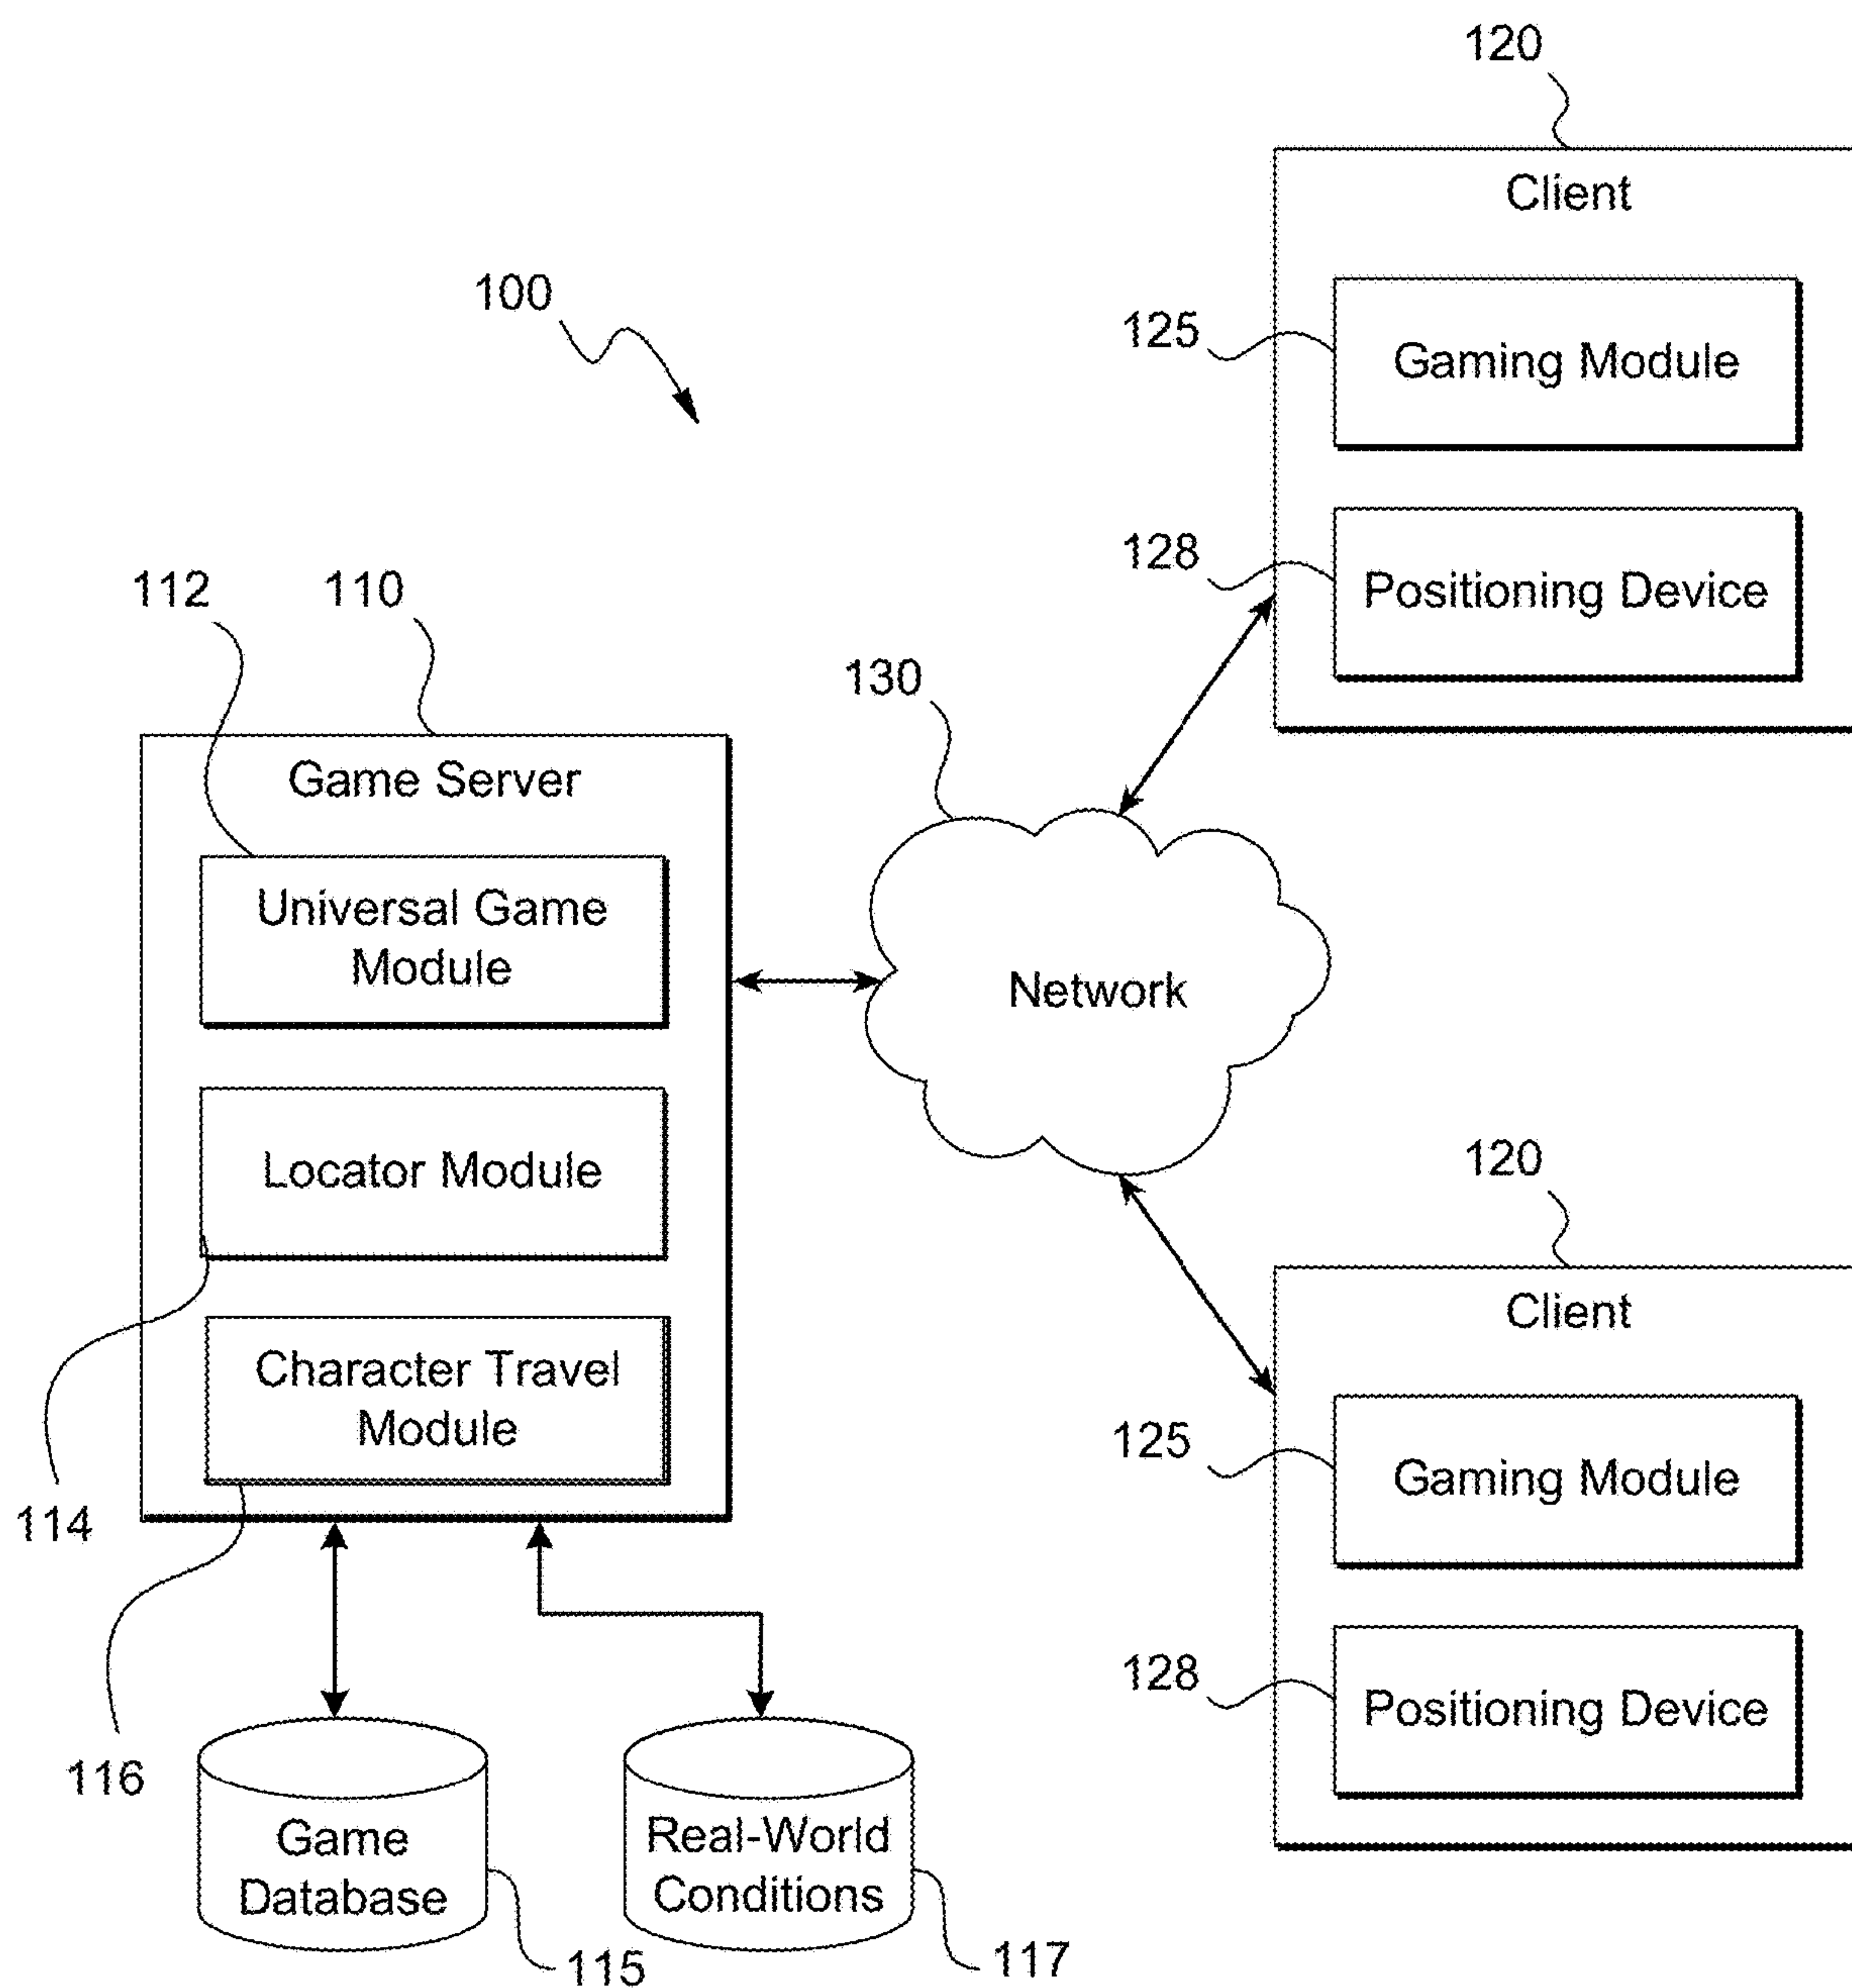 120
Client
100
125
Gaming Module
128
Positioning Device
112
110
130
Game Server
Universal Game
Module
Network
Locator Module
120
Client
Character Travel
Module
125
Gaming Module
114
128
Positioning Device
116
Game
Database
Real-World
Conditions
115
117